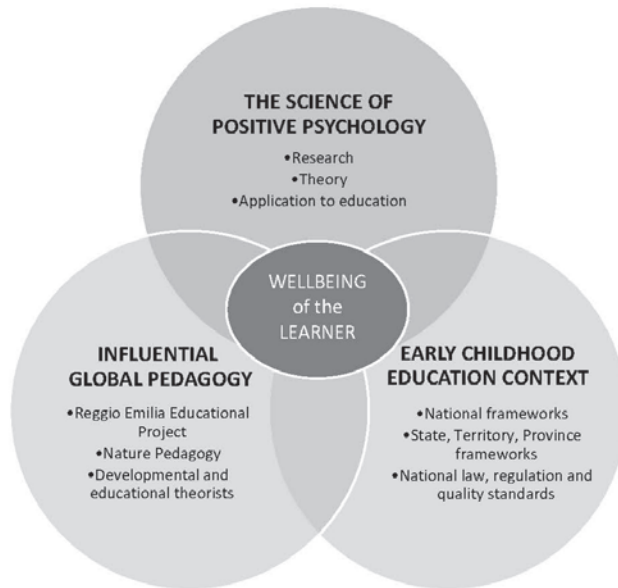 THE SCIENCE OF
POSITIVE PSYCHOLOGY
•Research
•Theory
•Application to education
WELLBEING
of the
LEARNER
INFLUENTIAL
GLOBAL PEDAGOGY
•Reggio Emilia Educational
Project
•Nature Pedagogy
•Developmental and
educational theorists
EARLY CHILDHOOD
EDUCATION CONTEXT
•National frameworks
•State, Territory, Province
frameworks
•National law, regulation and
quality standards